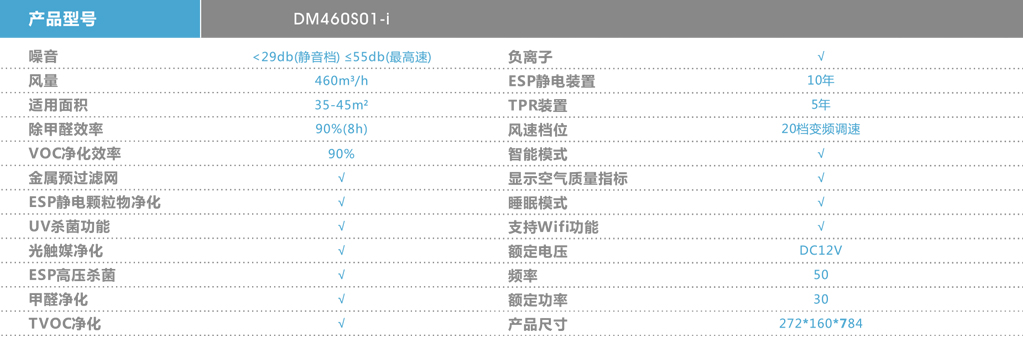 产品型号 DM460S01-i
噪音 <29db(静音档) ≤55db(最高速) 负离子 √
风量 460m³/h ESP静电装置 10年
适用面积 35-45m² TPR装置 5年
除甲醛效率 90%(8h) 风速档位 20档变频调速
VOC净化效率 90% 智能模式 √
金属预过滤网 √ 显示空气质量指标 √
ESP静电颗粒物净化 √ 睡眠模式 √
UV杀菌功能 √ 支持Wifi功能 √
光触媒净化 √ 额定电压 DC12V
ESP高压杀菌 √ 频率 50
甲醛净化 √ 额定功率 30
TVOC净化 √ 产品尺寸 272*160*784